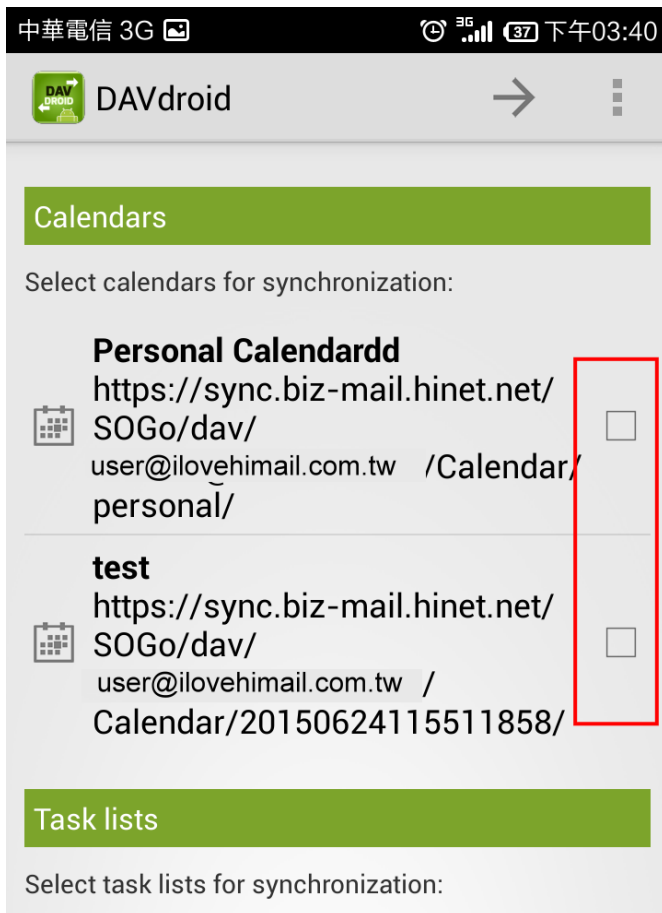 中華電信 3G 3G 37 下午03:40
DAV DROID DAVdroid
Calendars
Select calendars for synchronization:
Personal Calendardd
https://sync.biz-mail.hinet.net/
SOGo/dav/
user@ilovehimail.com.tw /Calendar/
personal/
test
https://sync.biz-mail.hinet.net/
SOGo/dav/
user@ilovehimail.com.tw /
Calendar/20150624115511858/
Task lists
Select task lists for synchronization: